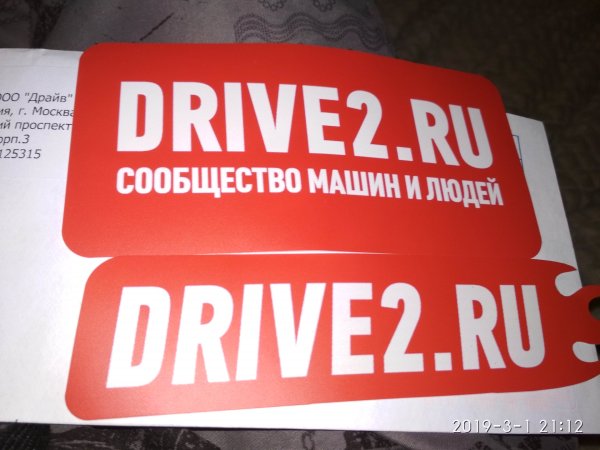 ООО "Драйв"
г. Москва
проспект
орп.3
125315
DRIVE2.RU
СООБЩЕСТВО МАШИН И ЛЮДЕЙ
DRIVE2.RU
2019-3-1 21:12